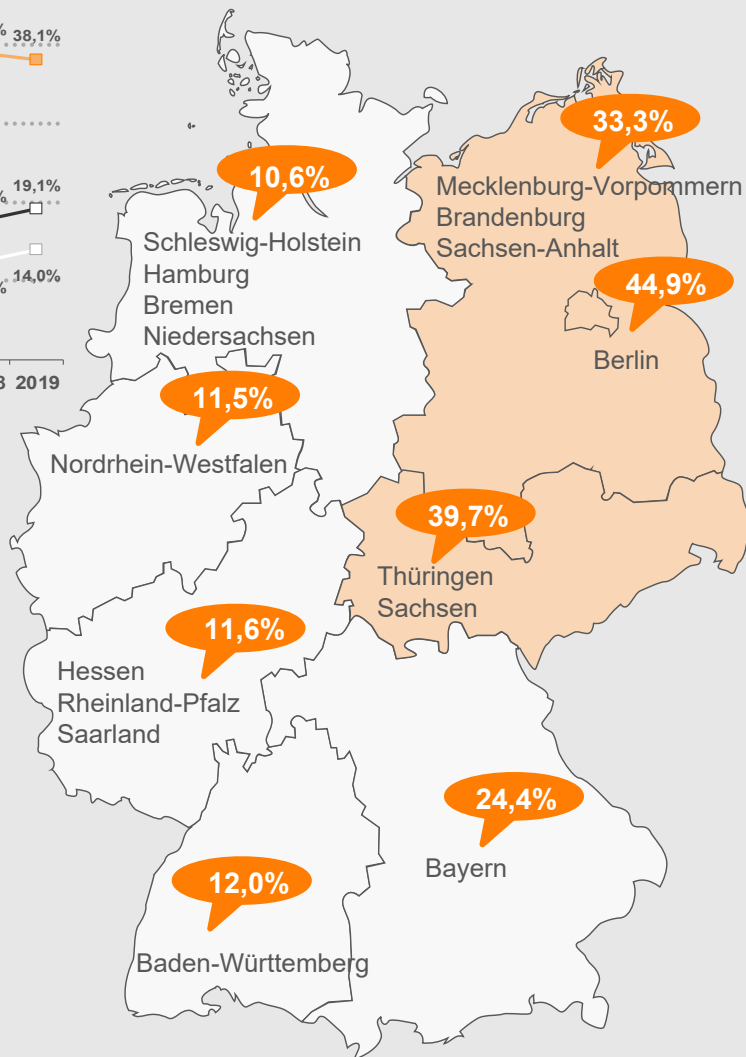 % 38,1%
19,1%
%
14,0%
%
3 2019
33,3%
Mecklenburg-Vorpommern
Brandenburg
Sachsen-Anhalt
10,6%
Schleswig-Holstein
Hamburg
Bremen
Niedersachsen
44,9%
Berlin
11,5%
Nordrhein-Westfalen
39,7%
Thüringen
Sachsen
11,6%
Hessen
Rheinland-Pfalz
Saarland
24,4%
Bayern
12,0%
Baden-Württemberg